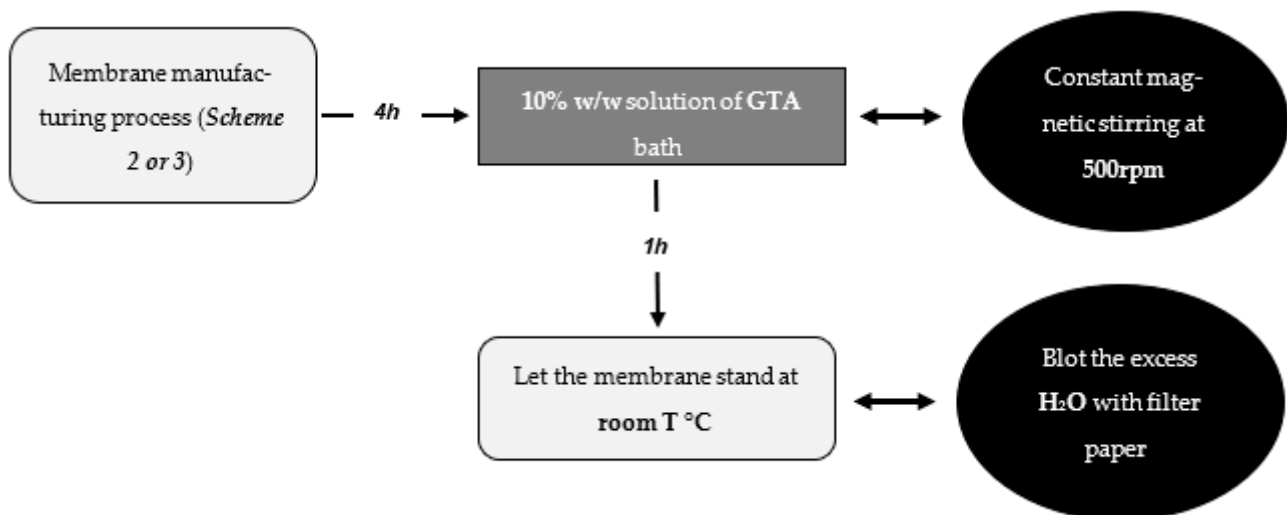 Membrane manufac-
turing process (Scheme
2 or 3)
4h
10% w/w solution of GTA
bath
Constant mag-
netic stirring at
500rpm
1h
Let the membrane stand at
room T °C
Blot the excess
H₂O with filter
paper